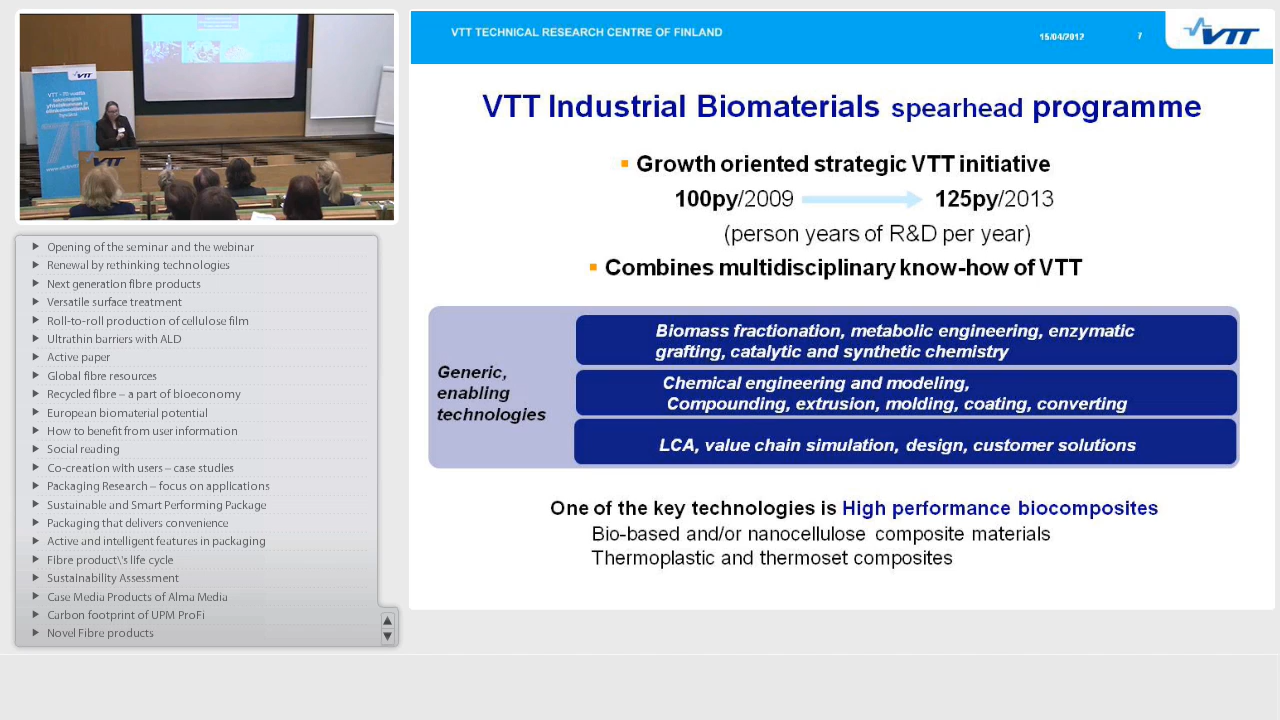 VTT TECHNICAL RESEARCH CENTRE OF FINLAND
15/04/2012
7
VTT
VTT Industrial Biomaterials spearhead programme
Growth oriented strategic VTT initiative
100py/2009 125py/2013
(person years of R&D per year)
Combines multidisciplinary know-how of VTT
Generic,
enabling
technologies
Biomass fractionation, metabolic engineering, enzymatic
grafting, catalytic and synthetic chemistry
Chemical engineering and modeling,
Compounding, extrusion, molding, coating, converting
LCA, value chain simulation, design, customer solutions
One of the key technologies is High performance biocomposites
Bio-based and/or nanocellulose composite materials
Thermoplastic and thermoset composites
VTT
70
VTT
Opening of the seminar and the webinar
Renewal by rethinking technologies
Next generation fibre products
Versatile surface treatment
Roll-to-roll production of cellulose film
Ultrathin barriers with ALD
Active paper
Global fibre resources
Recycled fibre – a part of bioeconomy
European biomaterial potential
How to benefit from user information
Social reading
Co-creation with users – case studies
Packaging Research – focus on applications
Sustainable and Smart Performing Package
Packaging that delivers convenience
Active and intelligent features in packaging
Fibre product\'s life cycle
Sustainability Assessment
Case Media Products of Alma Media
Carbon footprint of UPM ProFi
Novel Fibre products